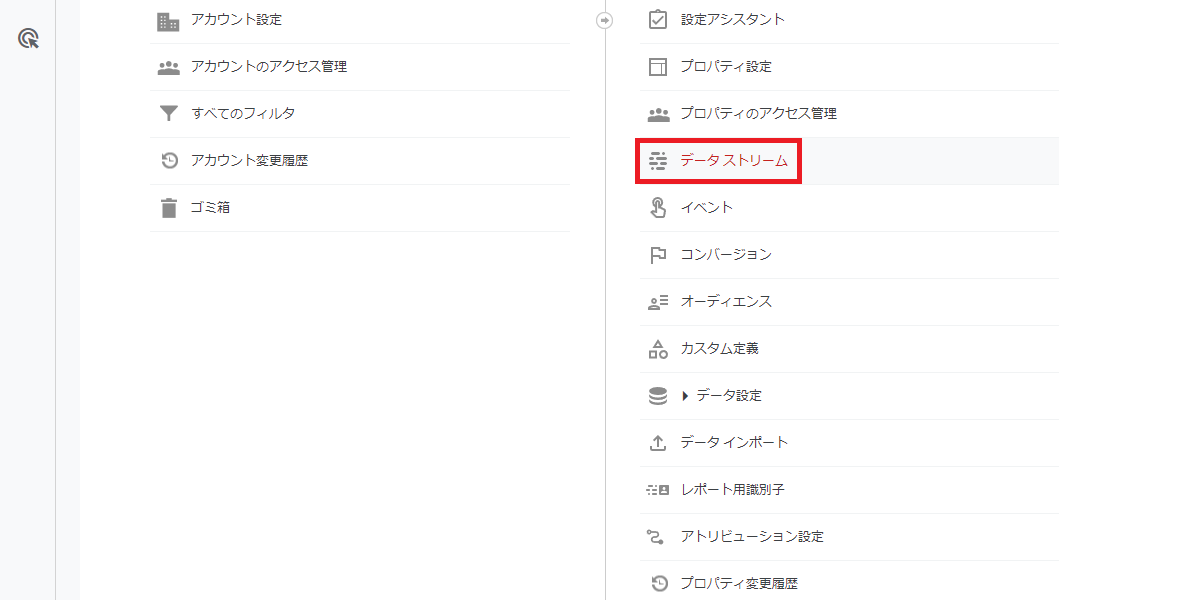 アカウント設定
アカウントのアクセス管理
すべてのフィルタ
アカウント変更履歴
ゴミ箱
設定アシスタント
プロパティ設定
プロパティのアクセス管理
データ ストリーム
イベント
コンバージョン
オーディエンス
カスタム定義
データ設定
データ インポート
レポート用識別子
アトリビューション設定
プロパティ変更履歴